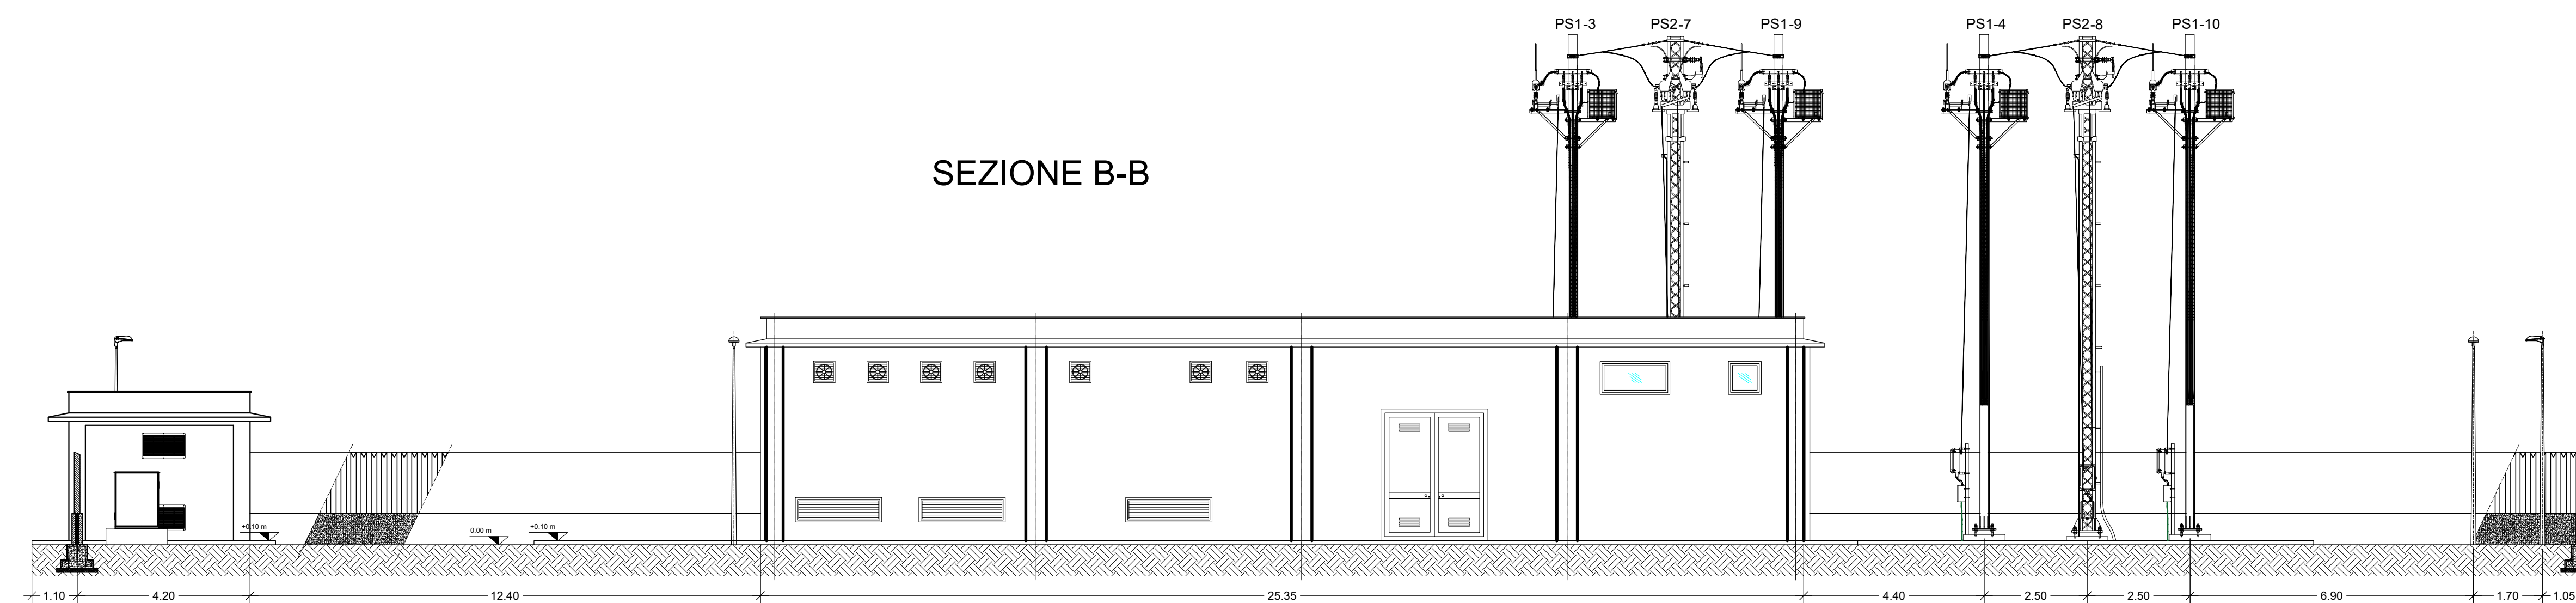 PS1-3 PS2-7 PS1-9 PS1-4 PS2-8 PS1-10
SEZIONE B-B
+0.10 m 0.00 m +0.10 m
1.10 4.20 12.40 25.35 4.40 2.50 2.50 6.90 1.70 1.05